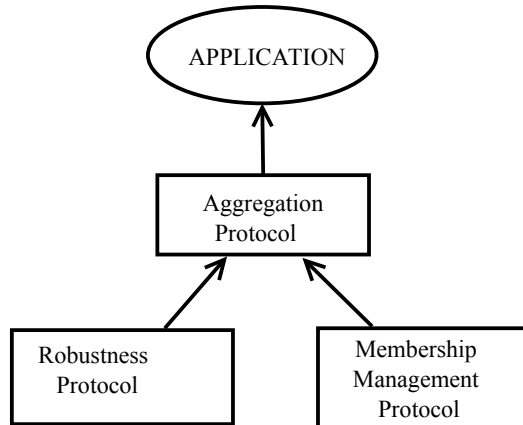 APPLICATION
Aggregation
Protocol
Robustness
Protocol
Membership
Management
Protocol